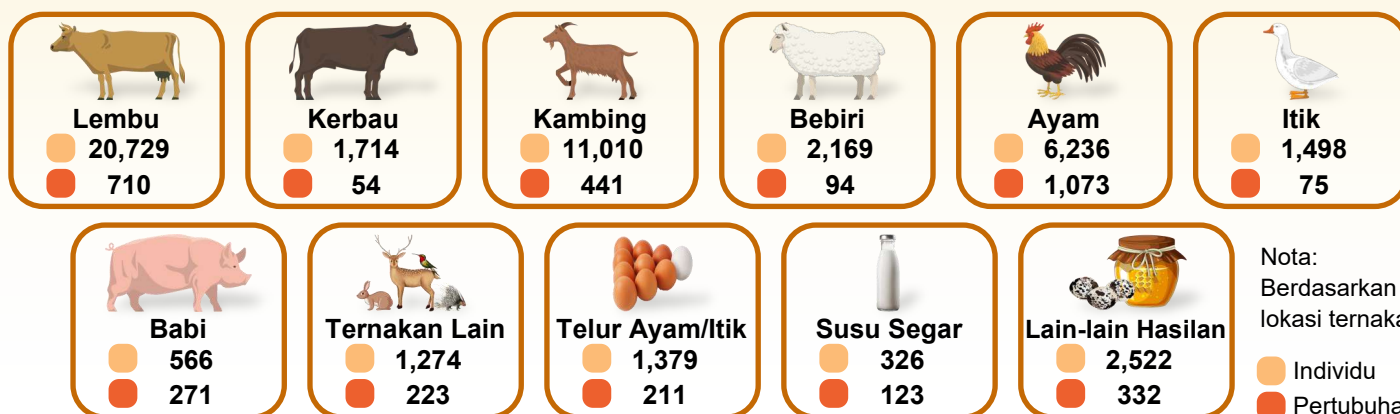 Lembu
20,729
710
Kerbau
1,714
54
Kambing
11,010
441
Bebiri
2,169
94
Ayam
6,236
1,073
Itik
1,498
75
Babi
566
271
Ternakan Lain
1,274
223
Telur Ayam/Itik
1,379
211
Susu Segar
326
123
Lain-lain Hasilan
2,522
332
Nota:
Berdasarkan
lokasi
Individu